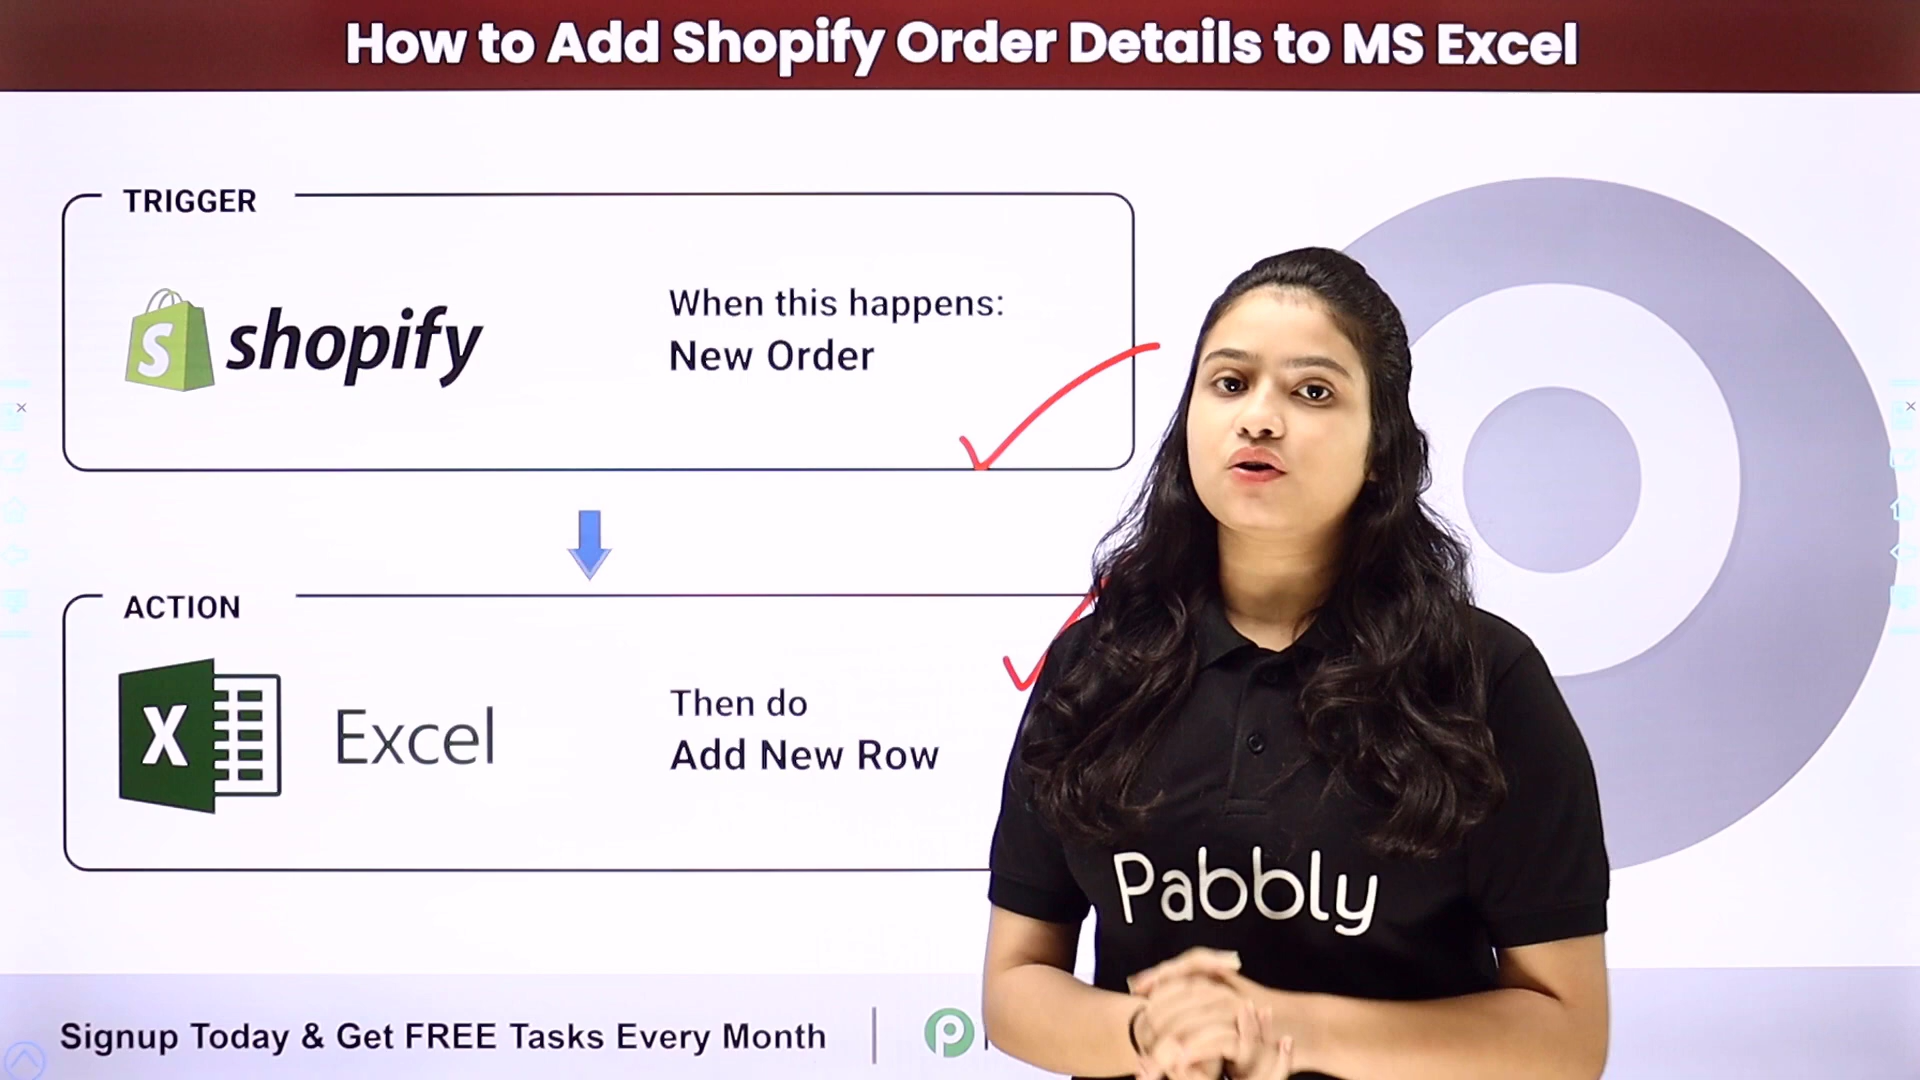 How to Add Shopify Order Details to MS Excel
TRIGGER
shopify
When this happens:
New Order
ACTION
X
Excel
Then do
Add New Row
Pabbly
Signup Today & Get FREE Tasks Every Month